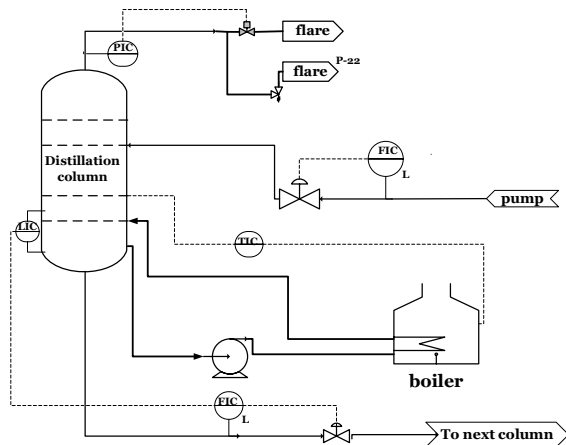 PIC
flare
P-22
flare
FIC
L
Distillation
column
pump
LIC
TIC
boiler
FIC
L
To next column